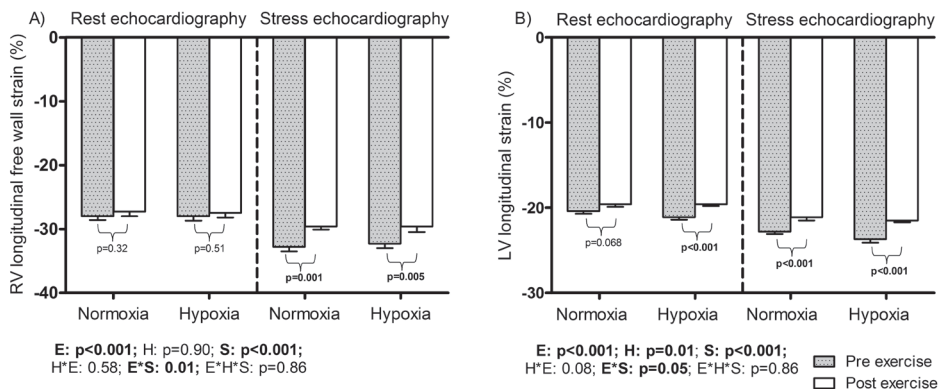 A)
Rest echocardiography Stress echocardiography
RV longitudinal free wall strain (%)
0
-10
-20
-30
-40
p=0.32
p=0.51
p=0.001
p=0.005
Normoxia Hypoxia Normoxia Hypoxia
E: p<0.001; H: p=0.90; S: p<0.001;
H*E: 0.58; E*S: 0.01; E*H*S: p=0.86
B)
Rest echocardiography Stress echocardiography
LV longitudinal strain (%)
0
-10
-20
-30
p=0.068
p<0.001
p<0.001
p<0.001
Normoxia Hypoxia Normoxia Hypoxia
E: p<0.001; H: p=0.01; S: p<0.001;
H*E: 0.08; E*S: p=0.05; E*H*S: p=0.86
Pre exercise
Post exercise